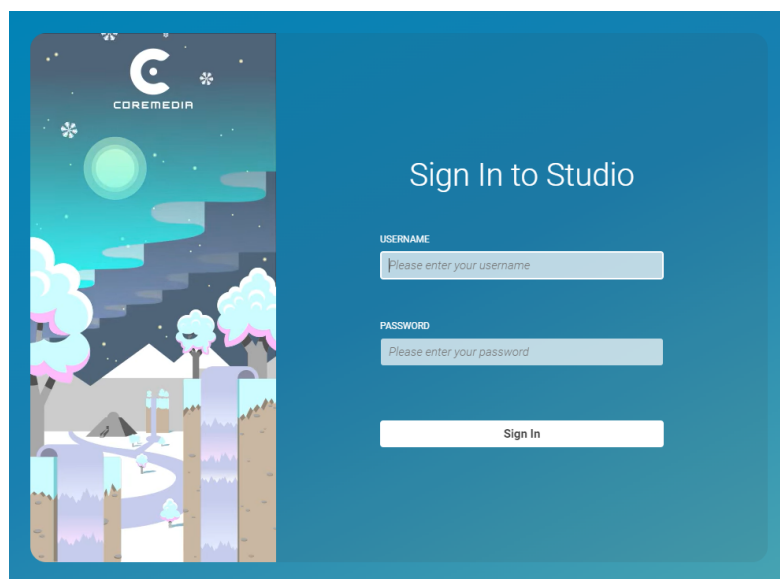 COREMEDIA
Sign In to Studio
USERNAME
Please enter your username
PASSWORD
Please enter your password
Sign In